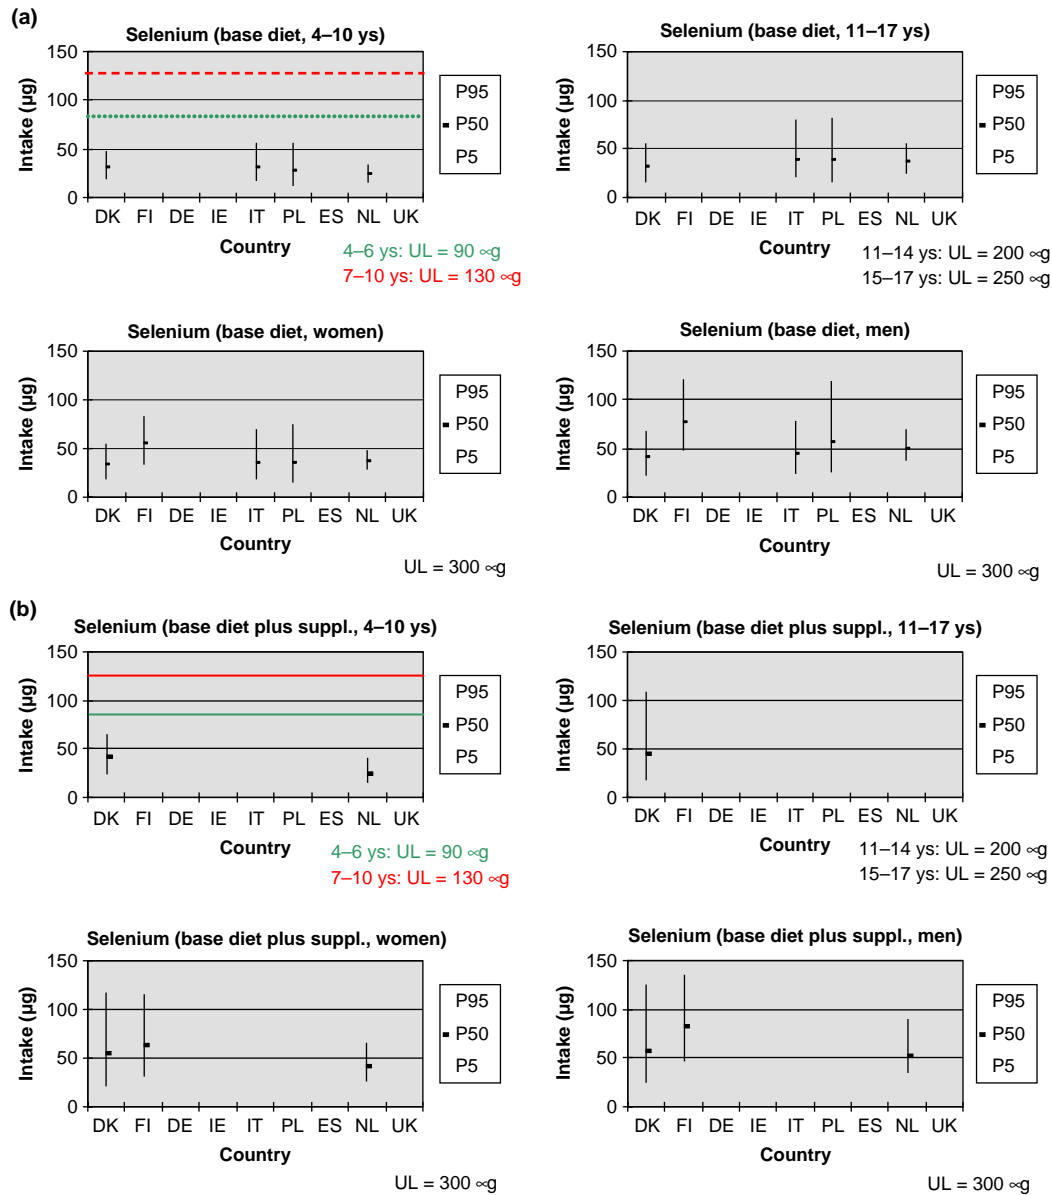 (a)
Selenium (base diet, 4–10 ys)
150
100
50
0
Intake (µg)
DK FI DE IE IT PL ES NL UK
Country
P95
P50
P5
4–6 ys: UL = 90 ∝g
7–10 ys: UL = 130 ∝g
Selenium (base diet, 11–17 ys)
150
100
50
0
Intake (µg)
DK FI DE IE IT PL ES NL UK
Country
P95
P50
P5
11–14 ys: UL = 200 ∝g
15–17 ys: UL = 250 ∝g
Selenium (base diet, women)
150
100
50
0
Intake (µg)
DK FI DE IE IT PL ES NL UK
Country
P95
P50
P5
UL = 300 ∝g
Selenium (base diet, men)
150
100
50
0
Intake (µg)
DK FI DE IE IT PL ES NL UK
Country
P95
P50
P5
UL = 300 ∝g
(b)
Selenium (base diet plus suppl., 4–10 ys)
150
100
50
0
Intake (µg)
DK FI DE IE IT PL ES NL UK
Country
P95
P50
P5
4–6 ys: UL = 90 ∝g
7–10 ys: UL = 130 ∝g
Selenium (base diet plus suppl., 11–17 ys)
150
100
50
0
Intake (µg)
DK FI DE IE IT PL ES NL UK
Country
P95
P50
P5
11–14 ys: UL = 200 ∝g
15–17 ys: UL = 250 ∝g
Selenium (base diet plus suppl., women)
150
100
50
0
Intake (µg)
DK FI DE IE IT PL ES NL UK
Country
P95
P50
P5
UL = 300 ∝g
Selenium (base diet plus suppl., men)
150
100
50
0
Intake (µg)
DK FI DE IE IT PL ES NL UK
Country
P95
P50
P5
UL = 300 ∝g